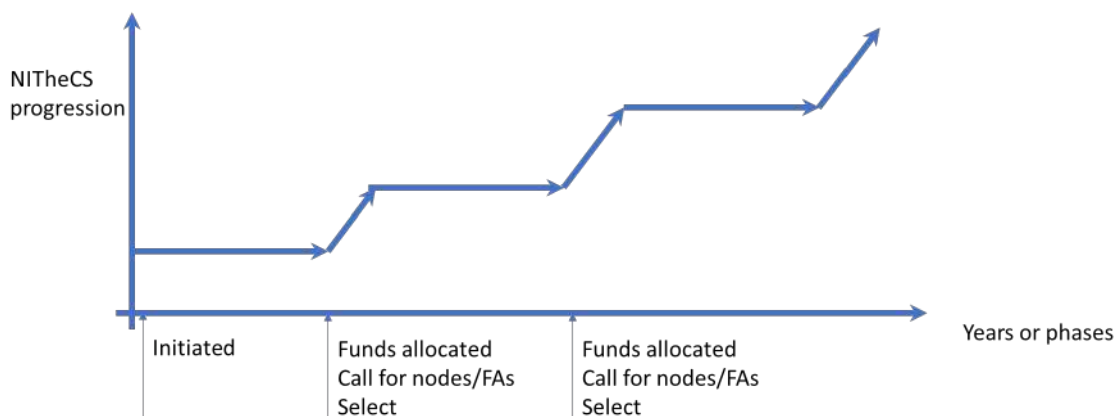 NITheCS
progression
Initiated
Funds allocated
Call for nodes/FAs
Select
Funds allocated
Call for nodes/FAs
Select
Years or phases